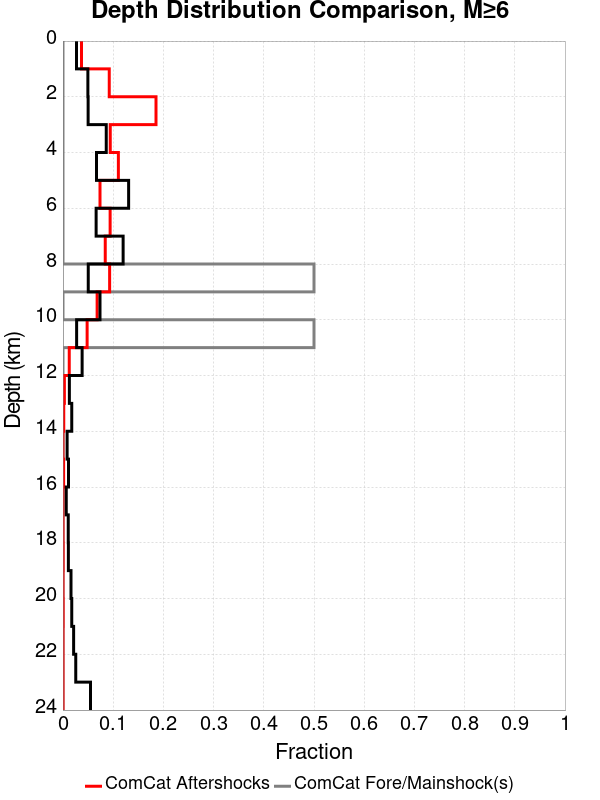 Depth Distribution Comparison, M≥6
0
2
4
6
8
10
12
14
16
18
20
22
24
Depth (km)
0 0.1 0.2 0.3 0.4 0.5 0.6 0.7 0.8 0.9 1
Fraction
ComCat Aftershocks ComCat Fore/Mainshock(s)